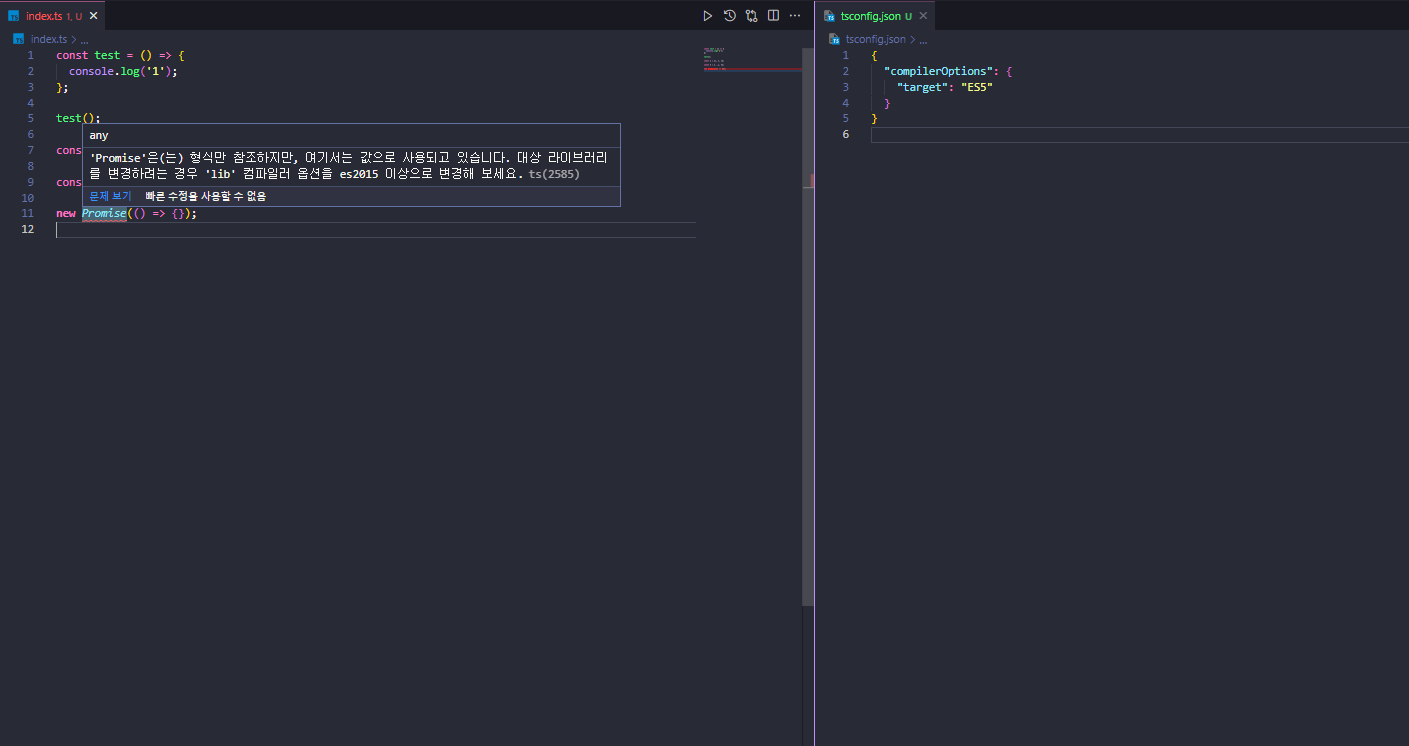 index.ts 1, U
index.ts > ...
1 const test = () => {
2 console.log('1');
3 };
4
5 test();
6
7 cons
8
9 cons
10
11 new Promise(() => {});
12
any
'Promise'은(는) 형식만 참조하지만, 여기서는 값으로 사용되고 있습니다. 대상 라이브러리
를 변경하려는 경우 'lib' 컴파일러 옵션을 es2015 이상으로 변경해 보세요. ts(2585)
문제 보기 빠른 수정을 사용할 수 없음
tsconfig.json U
tsconfig.json > ...
1 {
2 "compilerOptions": {
3 "target": "ES5"
4 }
5 }
6